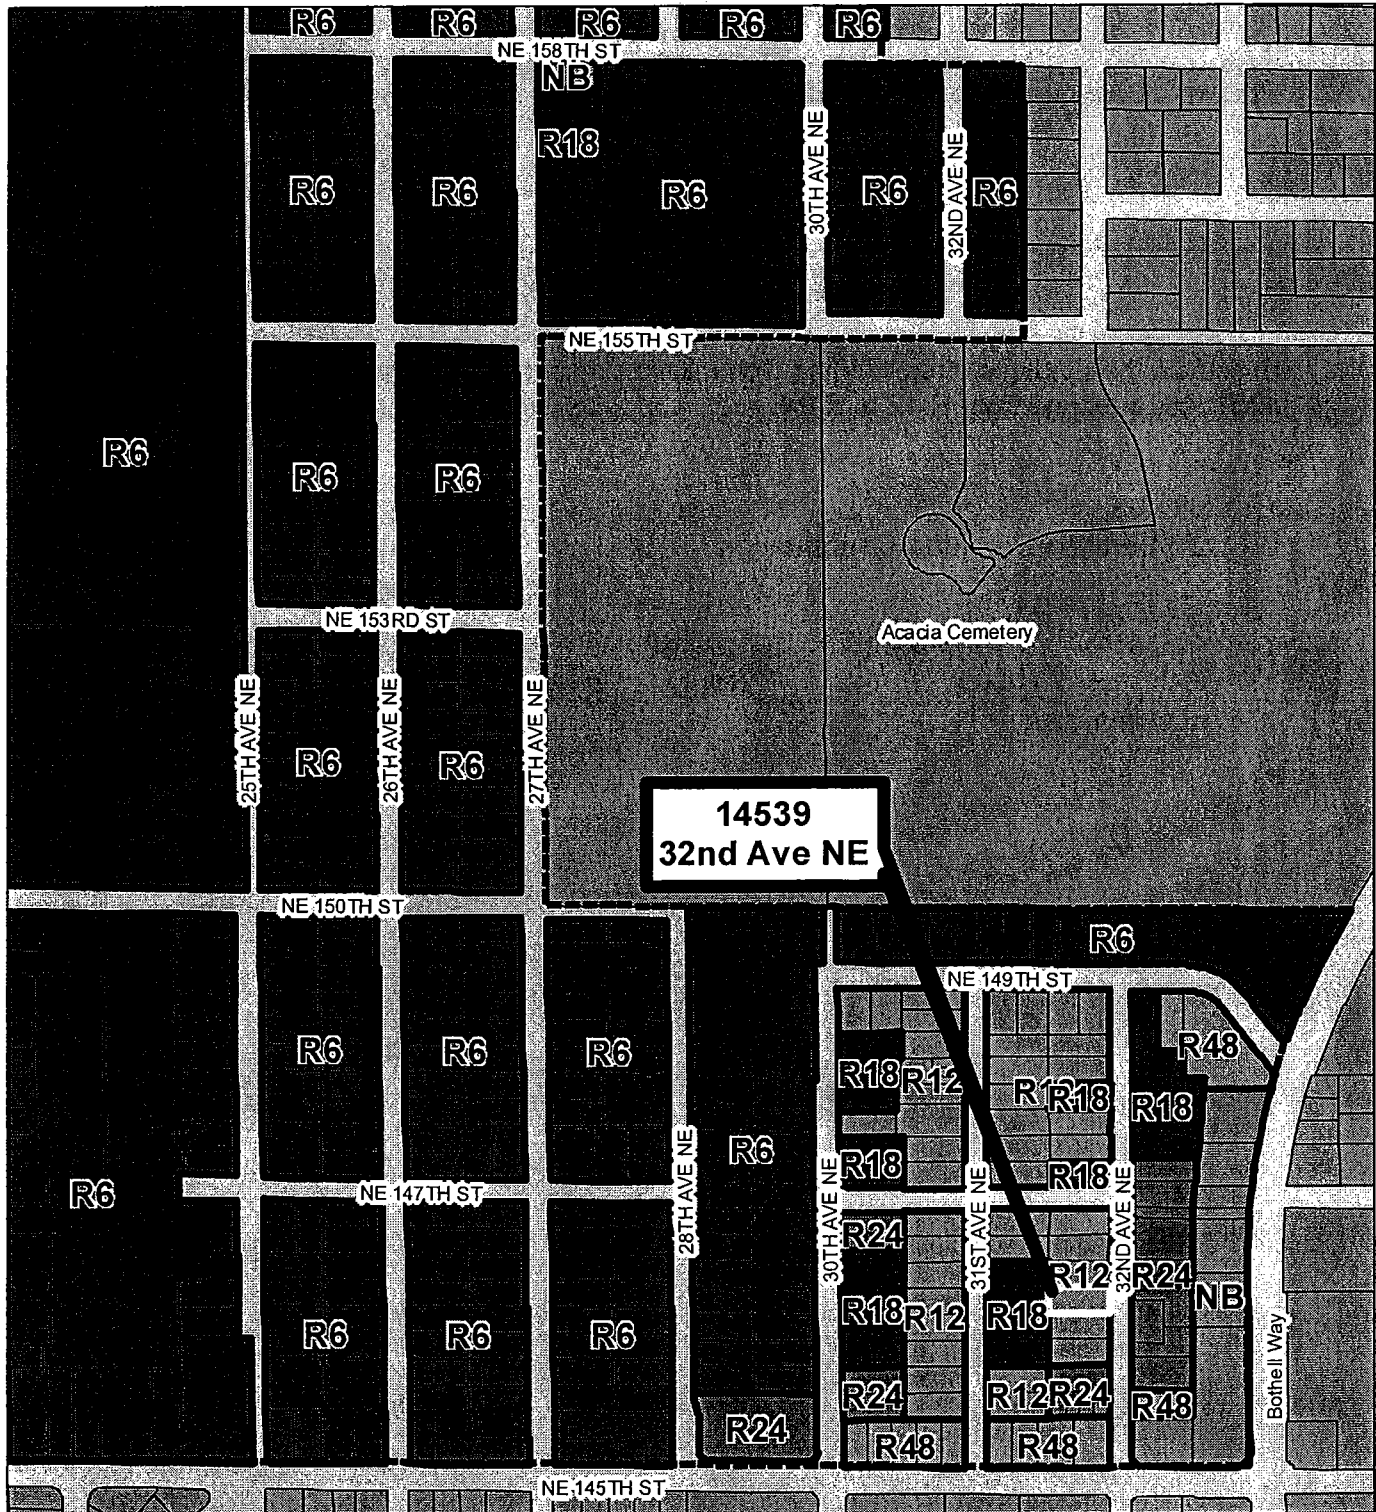 R6
R6
R6
R6
R6
NE 158TH ST
NB
R18
R6
R6
R6
30TH AVE NE
R6
32ND AVE NE
R6
NE 155TH ST
R6
R6
R6
NE 153RD ST
Acacia Cemetery
25TH AVE NE
R6
26TH AVE NE
R6
27TH AVE NE
14539
32nd Ave NE
NE 150TH ST
R6
NE 149TH ST
R6
R6
R6
R48
R18
R12
R18
R18
R6
28TH AVE NE
R18
R18
R6
NE 147TH ST
30TH AVE NE
31ST AVE NE
32ND AVE NE
R24
R12
R24
NB
R18
R12
R18
R6
R6
R6
Bothell Way
R24
R12
R24
R48
R24
R48
R48
NE 145TH ST